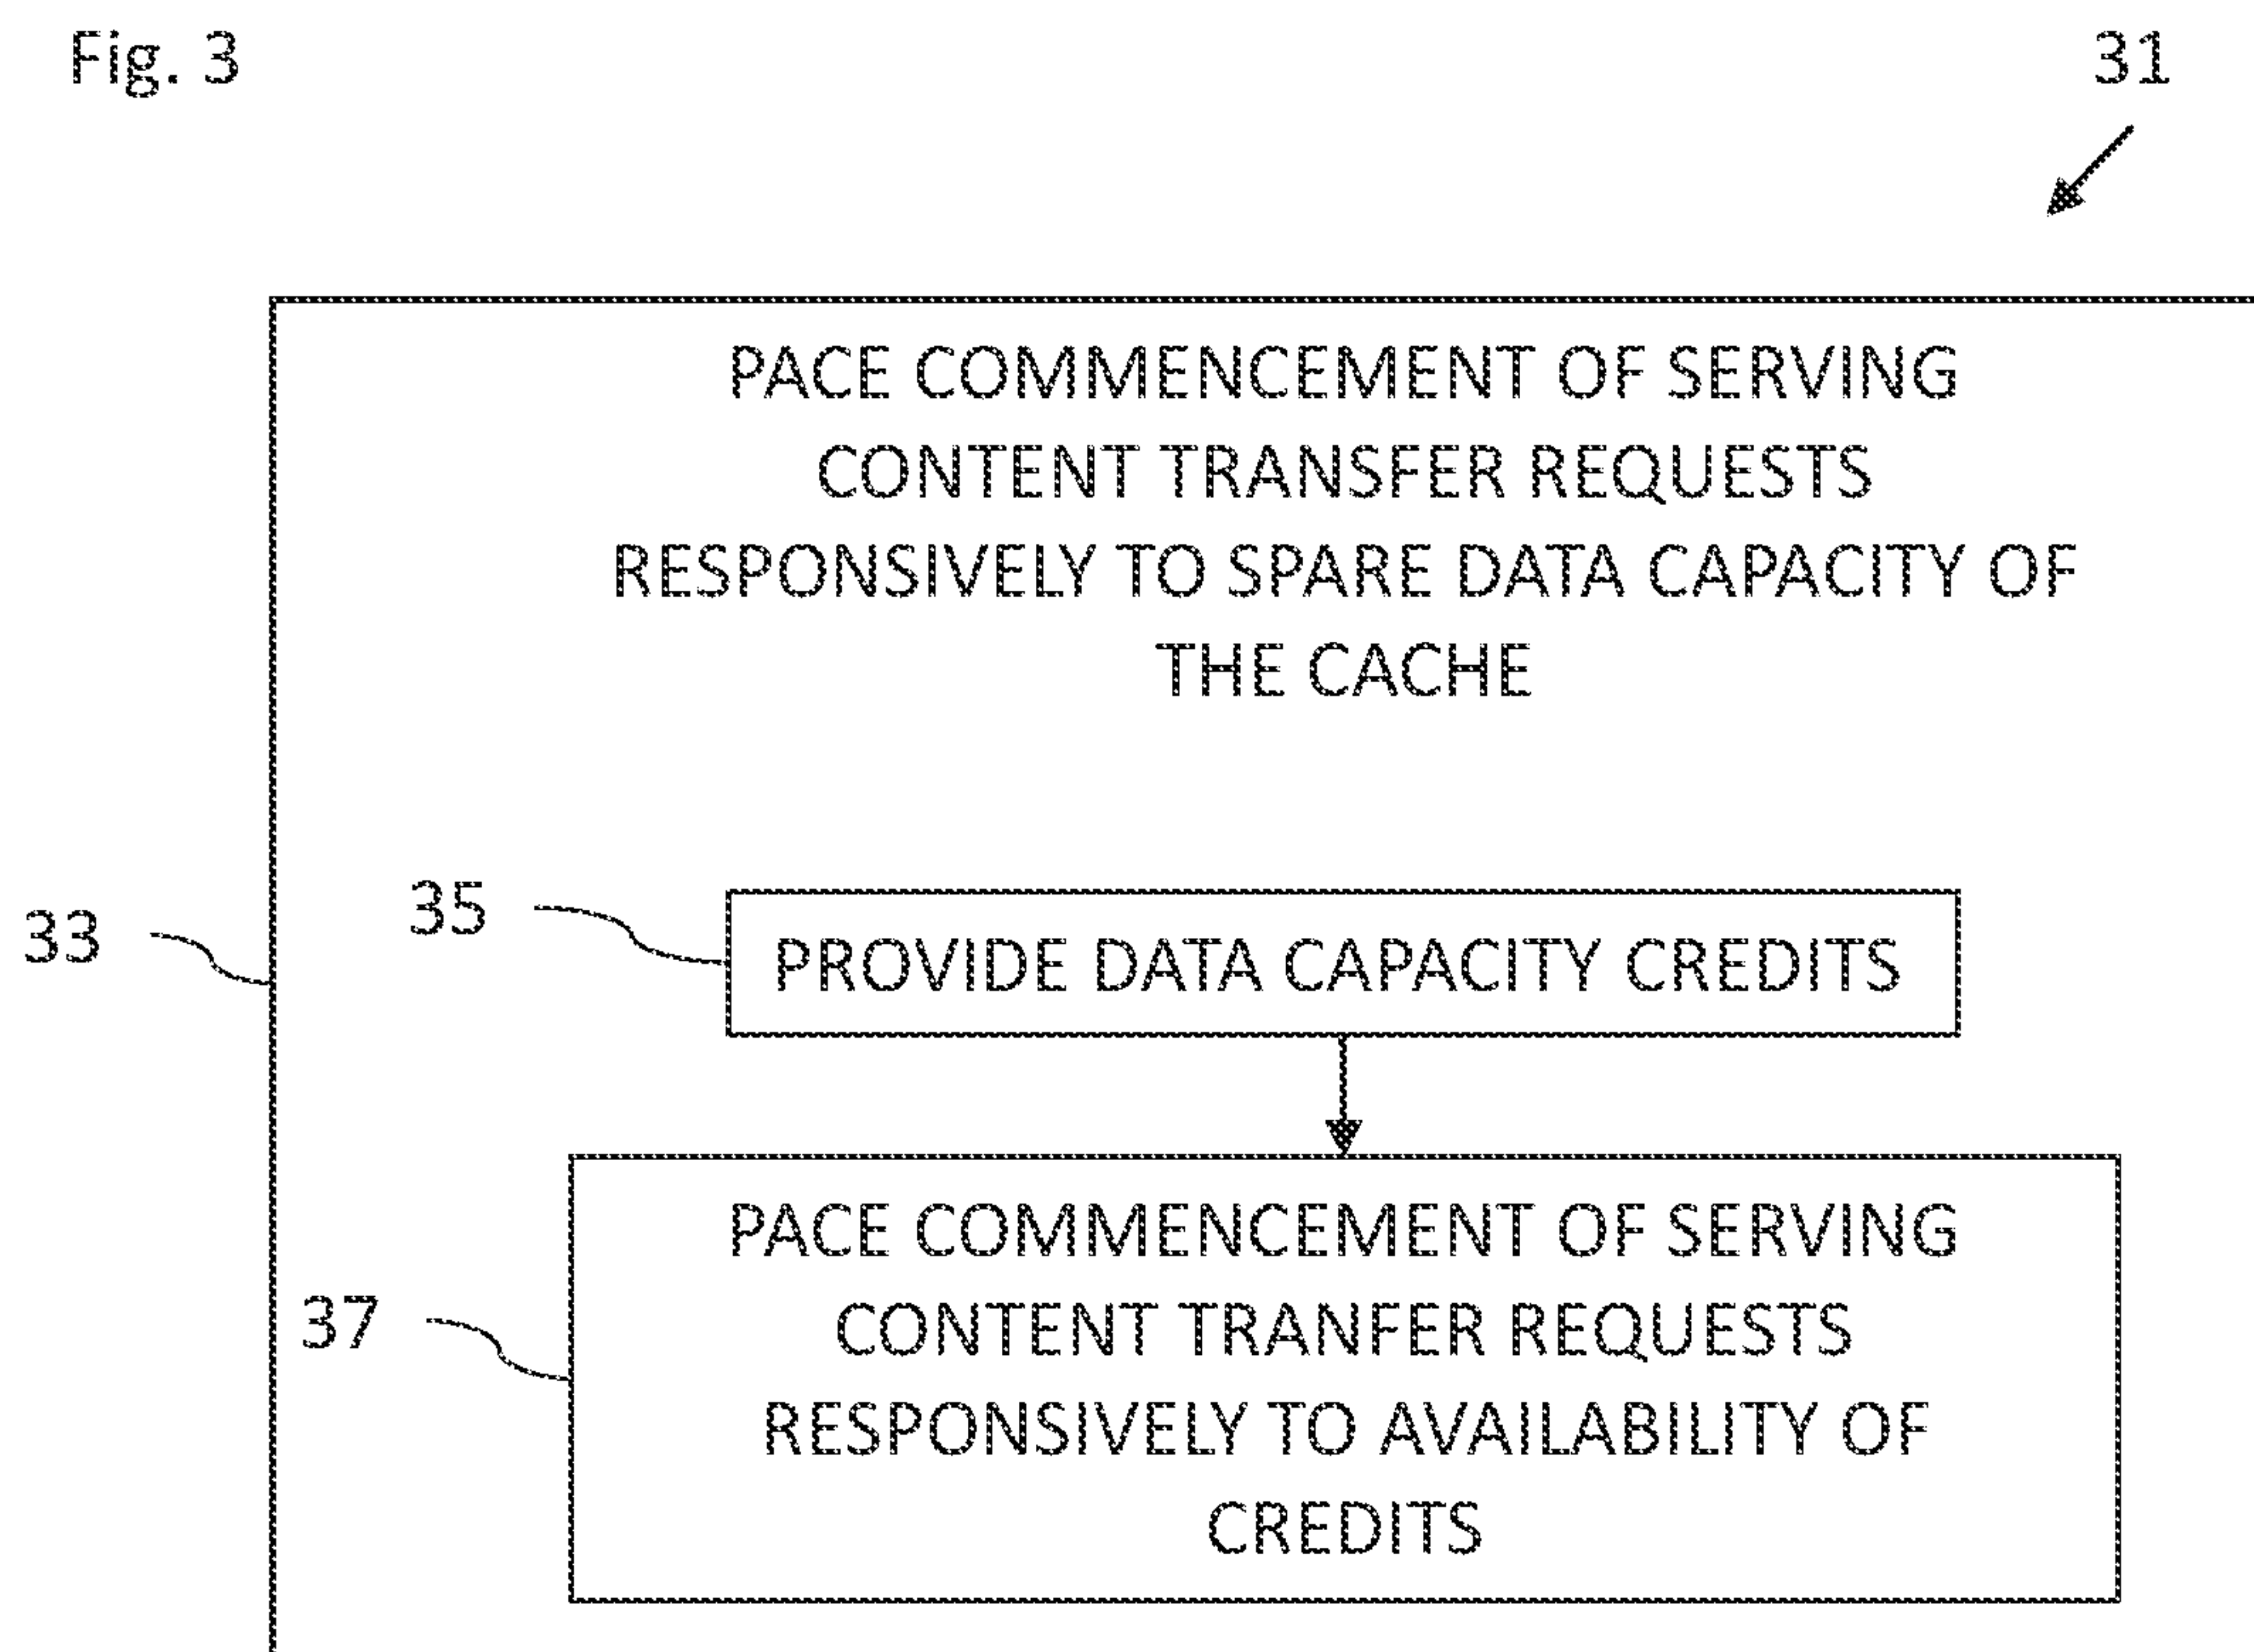 Fig. 3
31
PACE COMMENCEMENT OF SERVING
CONTENT TRANSFER REQUESTS
RESPONSIVELY TO SPARE DATA CAPACITY OF
THE CACHE
33
35
PROVIDE DATA CAPACITY CREDITS
37
PACE COMMENCEMENT OF SERVING
CONTENT TRANFER REQUESTS
RESPONSIVELY TO AVAILABILITY OF
CREDITS